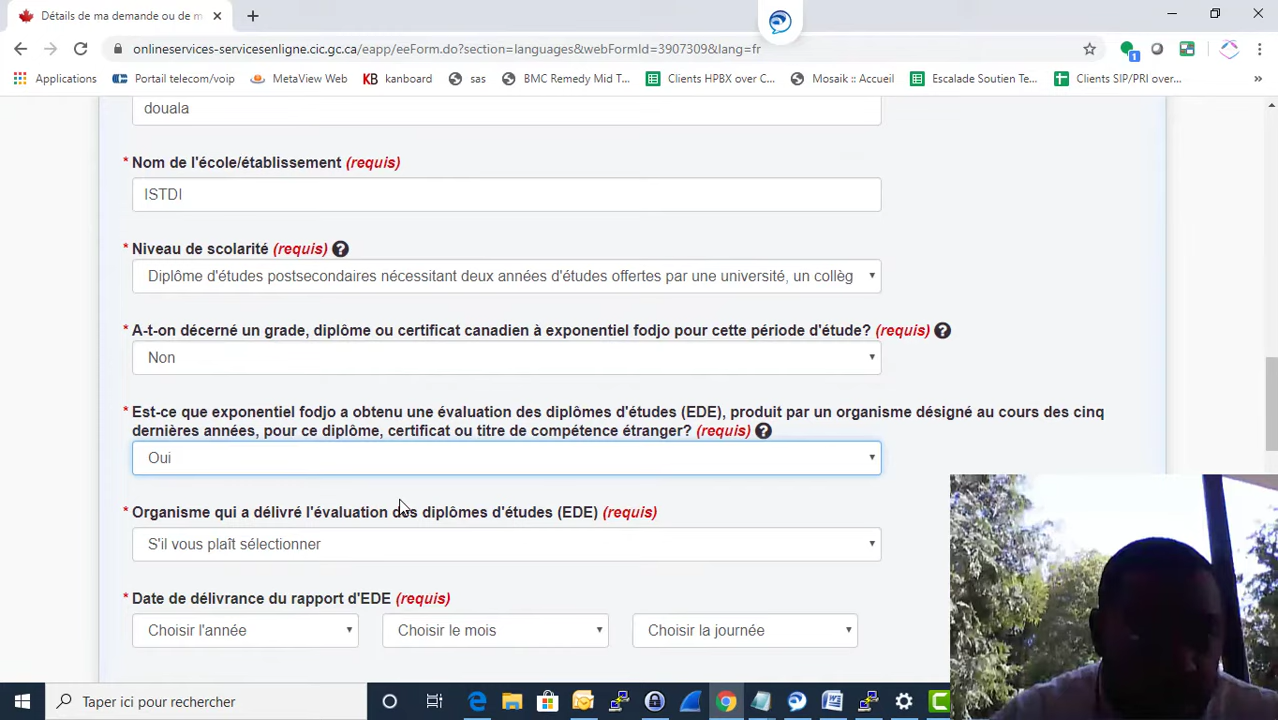 Détails de ma demande ou de m
onlineservices-servicesenligne.cic.gc.ca/eapp/eeForm.do?section=languages&webFormId=3907309&lang=fr
1
Applications
Portail telecom/voip
MetaView Web
KB kanboard
sas
BMC Remedy Mid T...
Clients HPBX over C...
Mosaik :: Accueil
Escalade Soutien Te...
Clients SIP/PRI over...
»
douala
* Nom de l'école/établissement (requis)
ISTDI
* Niveau de scolarité (requis) ?
Diplôme d'études postsecondaires nécessitant deux années d'études offertes par une université, un collèg
* A-t-on décerné un grade, diplôme ou certificat canadien à exponentiel fodjo pour cette période d'étude? (requis) ?
Non
* Est-ce que exponentiel fodjo a obtenu une évaluation des diplômes d'études (EDE), produit par un organisme désigné au cours des cinq
dernières années, pour ce diplôme, certificat ou titre de compétence étranger? (requis) ?
Oui
* Organisme qui a délivré l'évaluation des diplômes d'études (EDE) (requis)
S'il vous plaît sélectionner
* Date de délivrance du rapport d'EDE (requis)
Choisir l'année
Choisir le mois
Choisir la journée
Taper ici pour rechercher